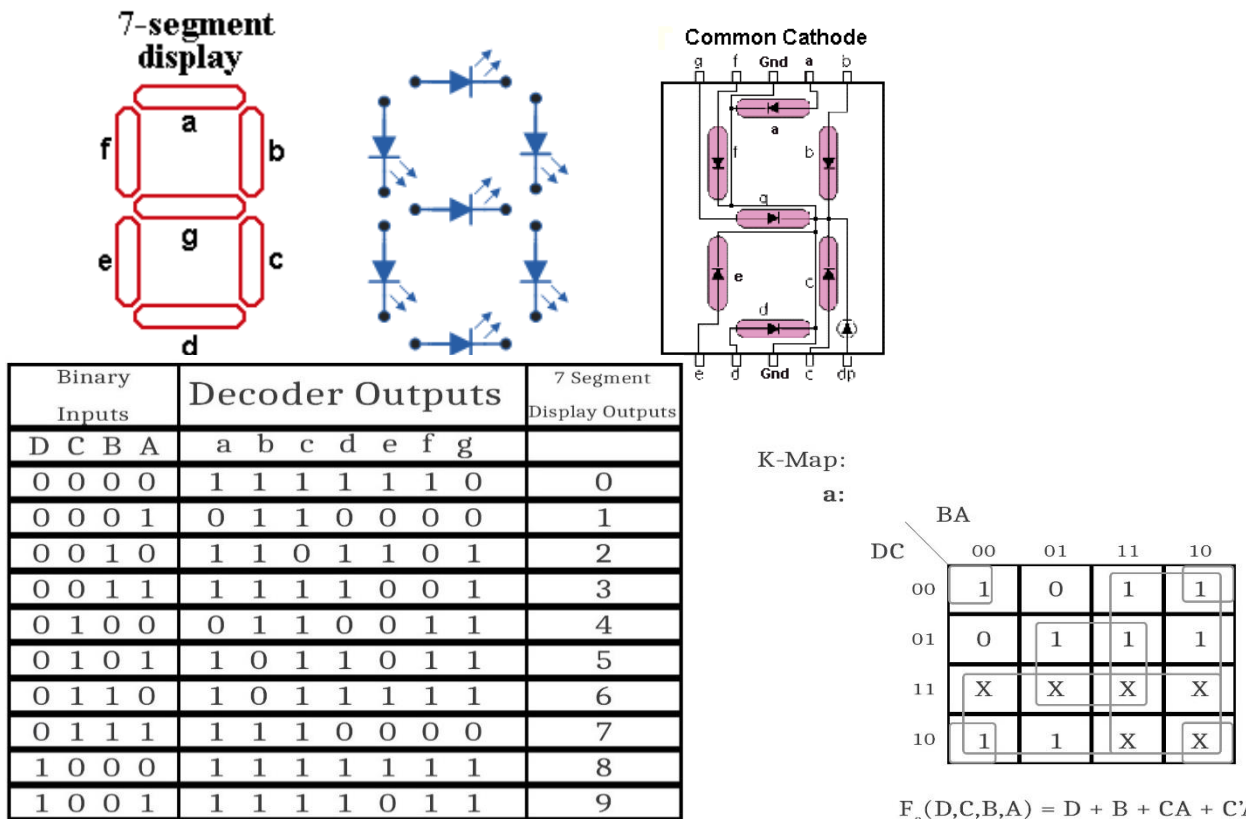 7-segment
display
a
f
b
g
e
c
d
Common Cathode
g f Gnd a b
a
f b
g
e c
d
e d Gnd c dp
Binary
Inputs
Decoder Outputs
7 Segment
Display Outputs
D C B A a b c d e f g
0 0 0 0 1 1 1 1 1 1 0 0
0 0 0 1 0 1 1 0 0 0 0 1
0 0 1 0 1 1 0 1 1 0 1 2
0 0 1 1 1 1 1 1 0 0 1 3
0 1 0 0 0 1 1 0 0 1 1 4
0 1 0 1 1 0 1 1 0 1 1 5
0 1 1 0 1 0 1 1 1 1 1 6
0 1 1 1 1 1 1 0 0 0 0 7
1 0 0 0 1 1 1 1 1 1 1 8
1 0 0 1 1 1 1 1 0 1 1 9
K-Map:
a:
BA
DC 00 01 11 10
00 1 0 1 1
01 0 1 1 1
11 X X X X
10 1 1 X X
Fₐ(D,C,B,A) = D + B + CA + C'A